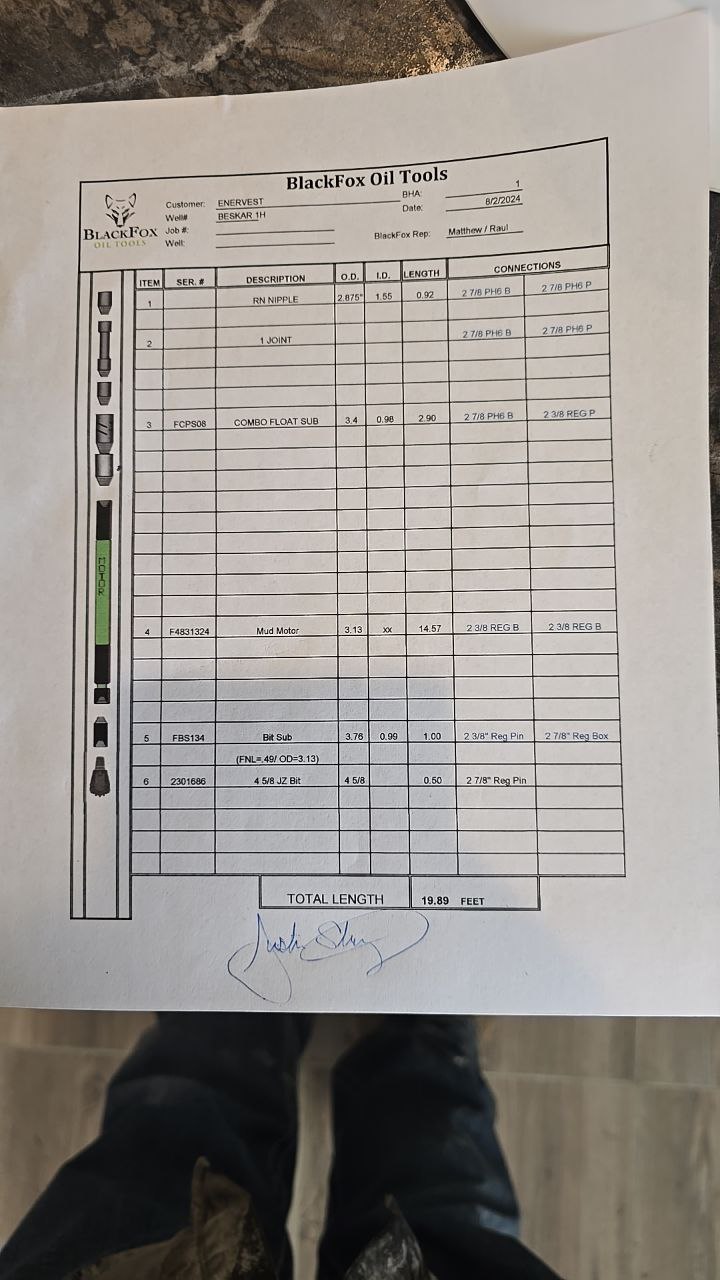 BlackFox Oil Tools
BLACKFOX
OIL TOOLS
Customer: ENERVEST BHA: 1
Well# BESKAR 1H Date: 8/2/2024
Job #: BlackFox Rep: Matthew / Raul
Well:
ITEM SER. # DESCRIPTION O.D. I.D. LENGTH CONNECTIONS
1 RN NIPPLE 2.875" 1.55 0.92 2 7/8 PH6 B 2 7/8 PH6 P
2 1 JOINT 2 7/8 PH6 B 2 7/8 PH6 P
3 FCPS08 COMBO FLOAT SUB 3.4 0.98 2.90 2 7/8 PH6 B 2 3/8 REG P
MOTOR
4 F4831324 Mud Motor 3.13 xx 14.57 2 3/8 REG B 2 3/8 REG B
5 FBS134 Bit Sub 3.76 0.99 1.00 2 3/8" Reg Pin 2 7/8" Reg Box
(FNL=.49/ OD=3.13)
6 2301686 4 5/8 JZ Bit 4 5/8 0.50 2 7/8" Reg Pin
TOTAL LENGTH 19.89 FEET